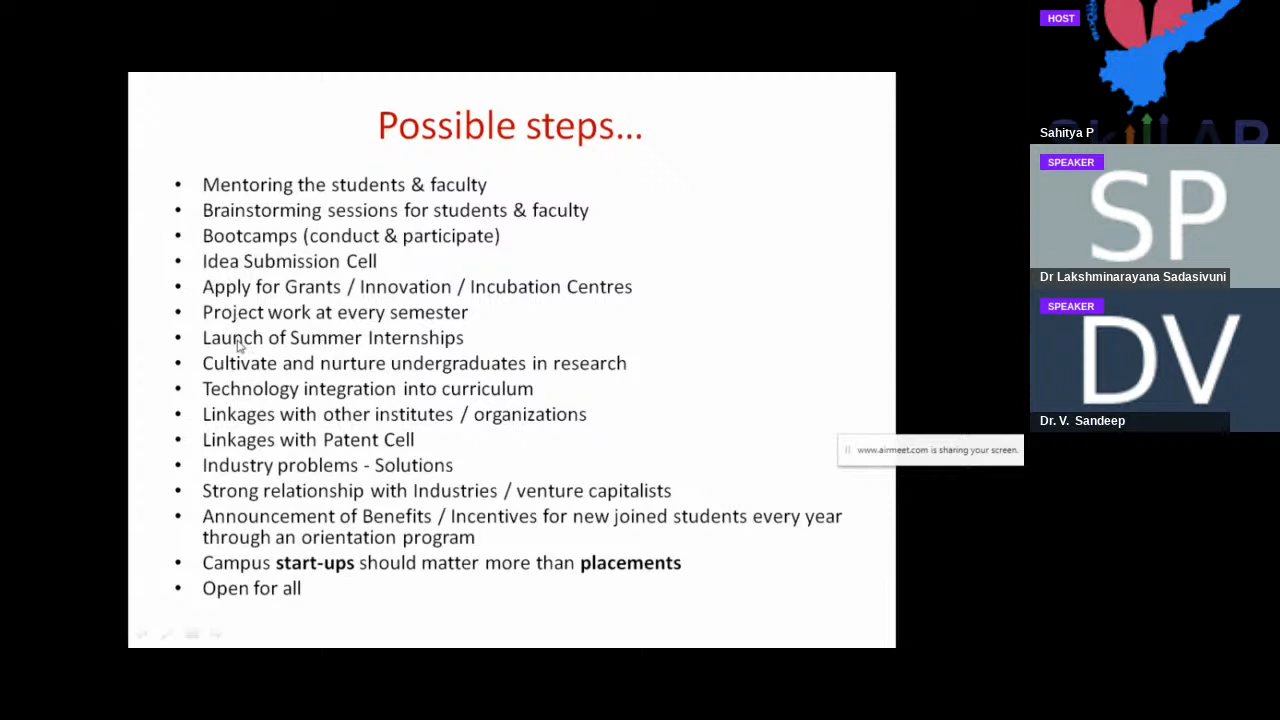 Possible steps...
• Mentoring the students & faculty
• Brainstorming sessions for students & faculty
• Bootcamps (conduct & participate)
• Idea Submission Cell
• Apply for Grants / Innovation / Incubation Centres
• Project work at every semester
• Launch of Summer Internships
• Cultivate and nurture undergraduates in research
• Technology integration into curriculum
• Linkages with other institutes / organizations
• Linkages with Patent Cell
• Industry problems - Solutions
• Strong relationship with Industries / venture capitalists
• Announcement of Benefits / Incentives for new joined students every year
through an orientation program
• Campus start-ups should matter more than placements
• Open for all
www.airmeet.com is sharing your screen.
HOST
Sahitya P
SPEAKER
SP
Dr Lakshminarayana Sadasivuni
SPEAKER
DV
Dr. V. Sandeep